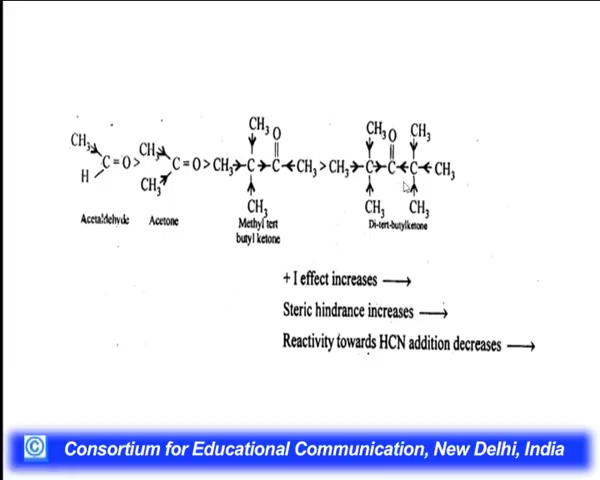 CH₃ CH₃ O CH₃ CH₃ O CH₃
H C=O > CH₃ C=O > CH₃ C C CH₃ > CH₃ C C C CH₃
CH₃ CH₃ CH₃ CH₃
Acetaldehyde Acetone Methyl tert Di-tert-butylketone
butyl ketone
+ I effect increases →
Steric hindrance increases →
Reactivity towards HCN addition decreases →
© Consortium for Educational Communication, New Delhi, India